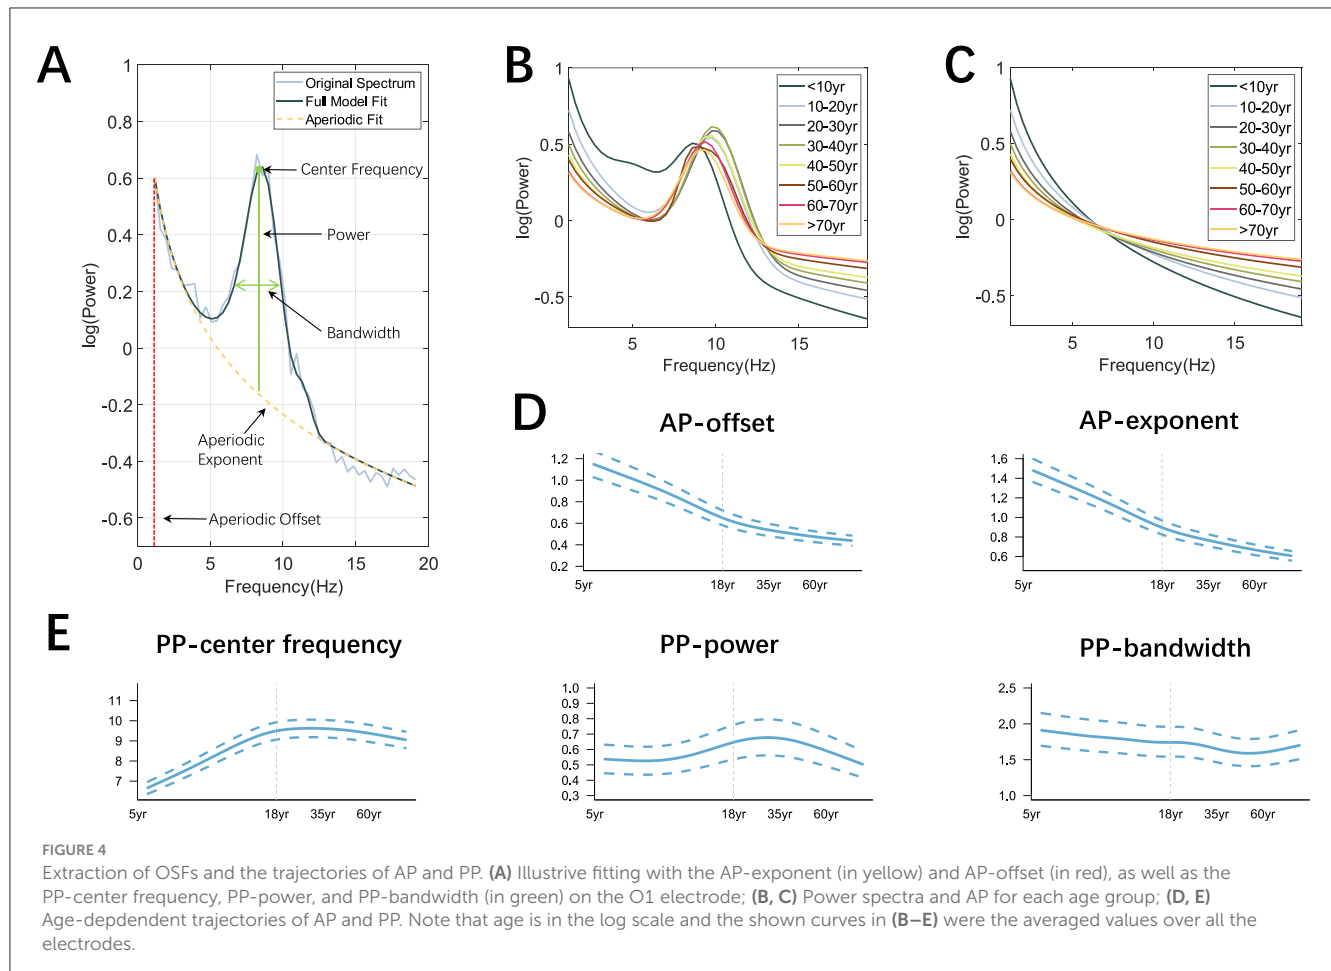 A
1
0.8
0.6
0.4
0.2
0
-0.2
-0.4
-0.6
0
5
10
15
20
log(Power)
Frequency(Hz)
Original Spectrum
Full Model Fit
Aperiodic Fit
Center Frequency
Power
Bandwidth
Aperiodic
Exponent
Aperiodic Offset
B
1
0.5
0
-0.5
5
10
15
log(Power)
Frequency(Hz)
<10yr
10-20yr
20-30yr
30-40yr
40-50yr
50-60yr
60-70yr
>70yr
C
1
0.5
0
-0.5
5
10
15
log(Power)
Frequency(Hz)
<10yr
10-20yr
20-30yr
30-40yr
40-50yr
50-60yr
60-70yr
>70yr
D
AP-offset
1.2
1.0
0.8
0.6
0.4
0.2
5yr
18yr
35yr
60yr
AP-exponent
1.6
1.4
1.2
1.0
0.8
0.6
5yr
18yr
35yr
60yr
E
PP-center frequency
11
10
9
8
7
5yr
18yr
35yr
60yr
PP-power
1.0
0.9
0.8
0.7
0.6
0.5
0.4
0.3
5yr
18yr
35yr
60yr
PP-bandwidth
2.5
2.0
1.5
1.0
5yr
18yr
35yr
60yr
FIGURE 4
Extraction of OSFs and the trajectories of AP and PP. (A) Illustrive fitting with the AP-exponent (in yellow) and AP-offset (in red), as well as the
PP-center frequency, PP-power, and PP-bandwidth (in green) on the O1 electrode; (B, C) Power spectra and AP for each age group; (D, E)
Age-depdendent trajectories of AP and PP. Note that age is in the log scale and the shown curves in (B–E) were the averaged values over all the
electrodes.